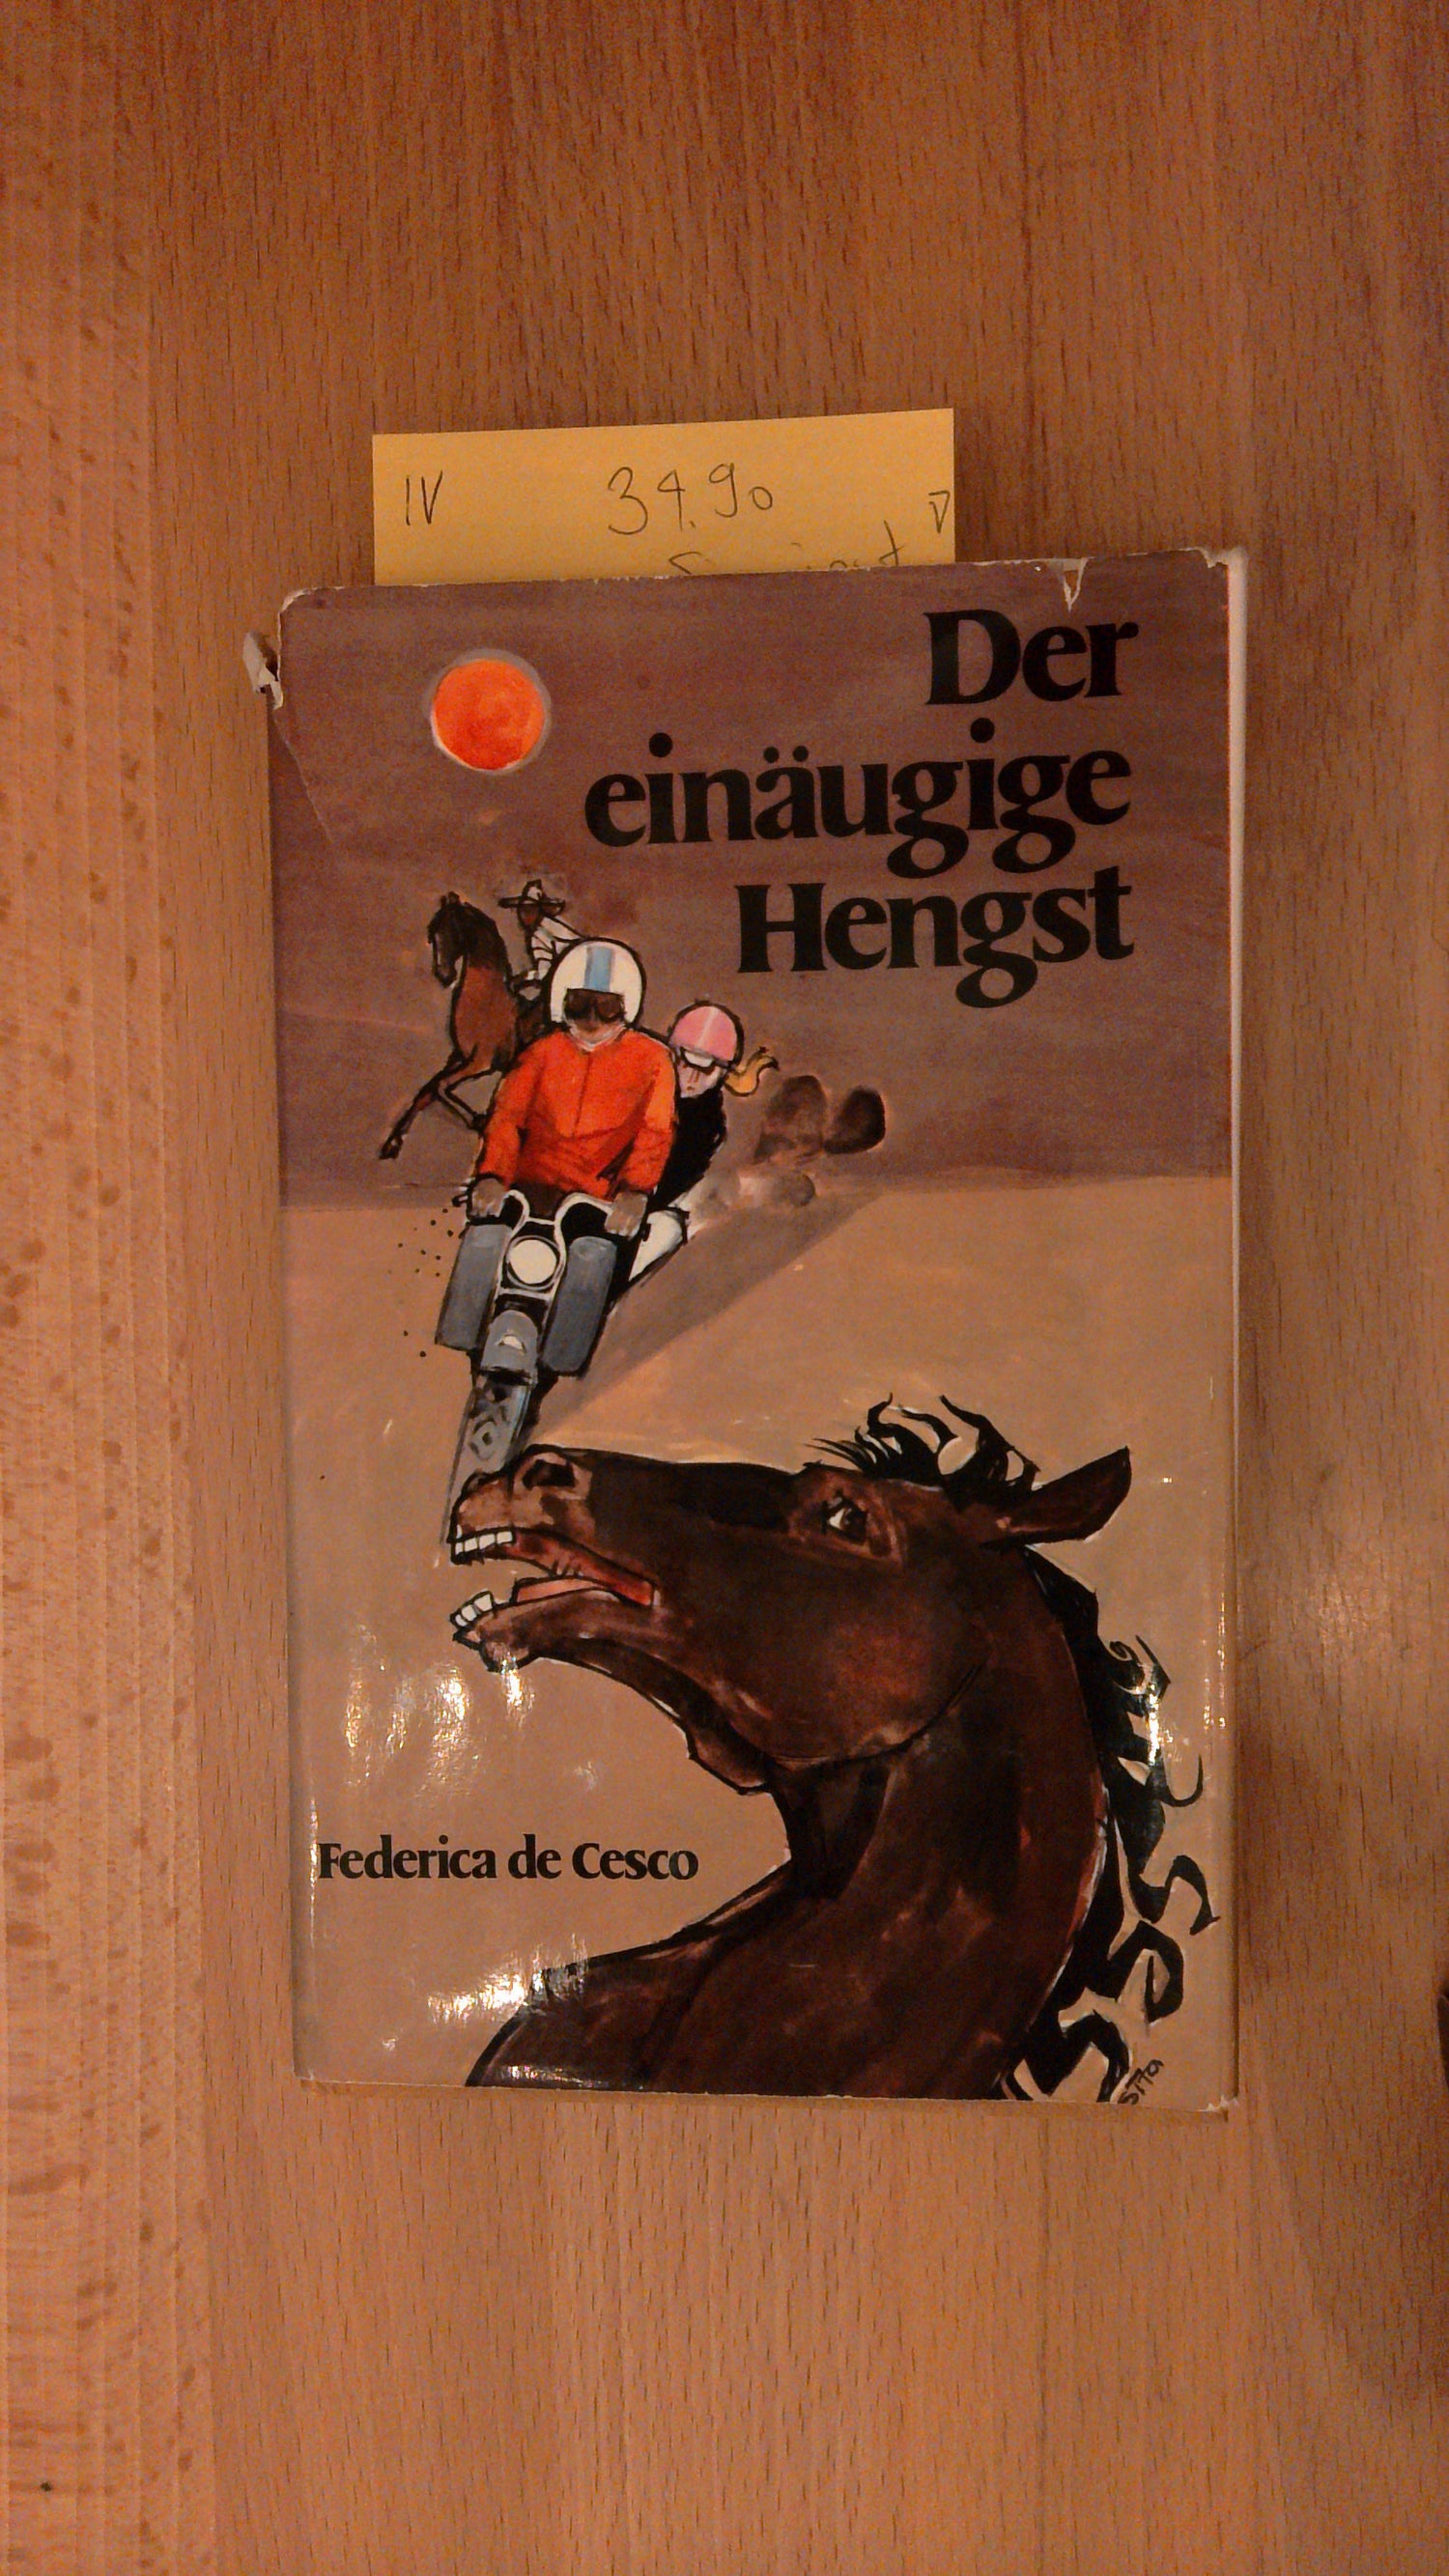 IV 34.90
Der
einäugige
Hengst
Federica de Cesco